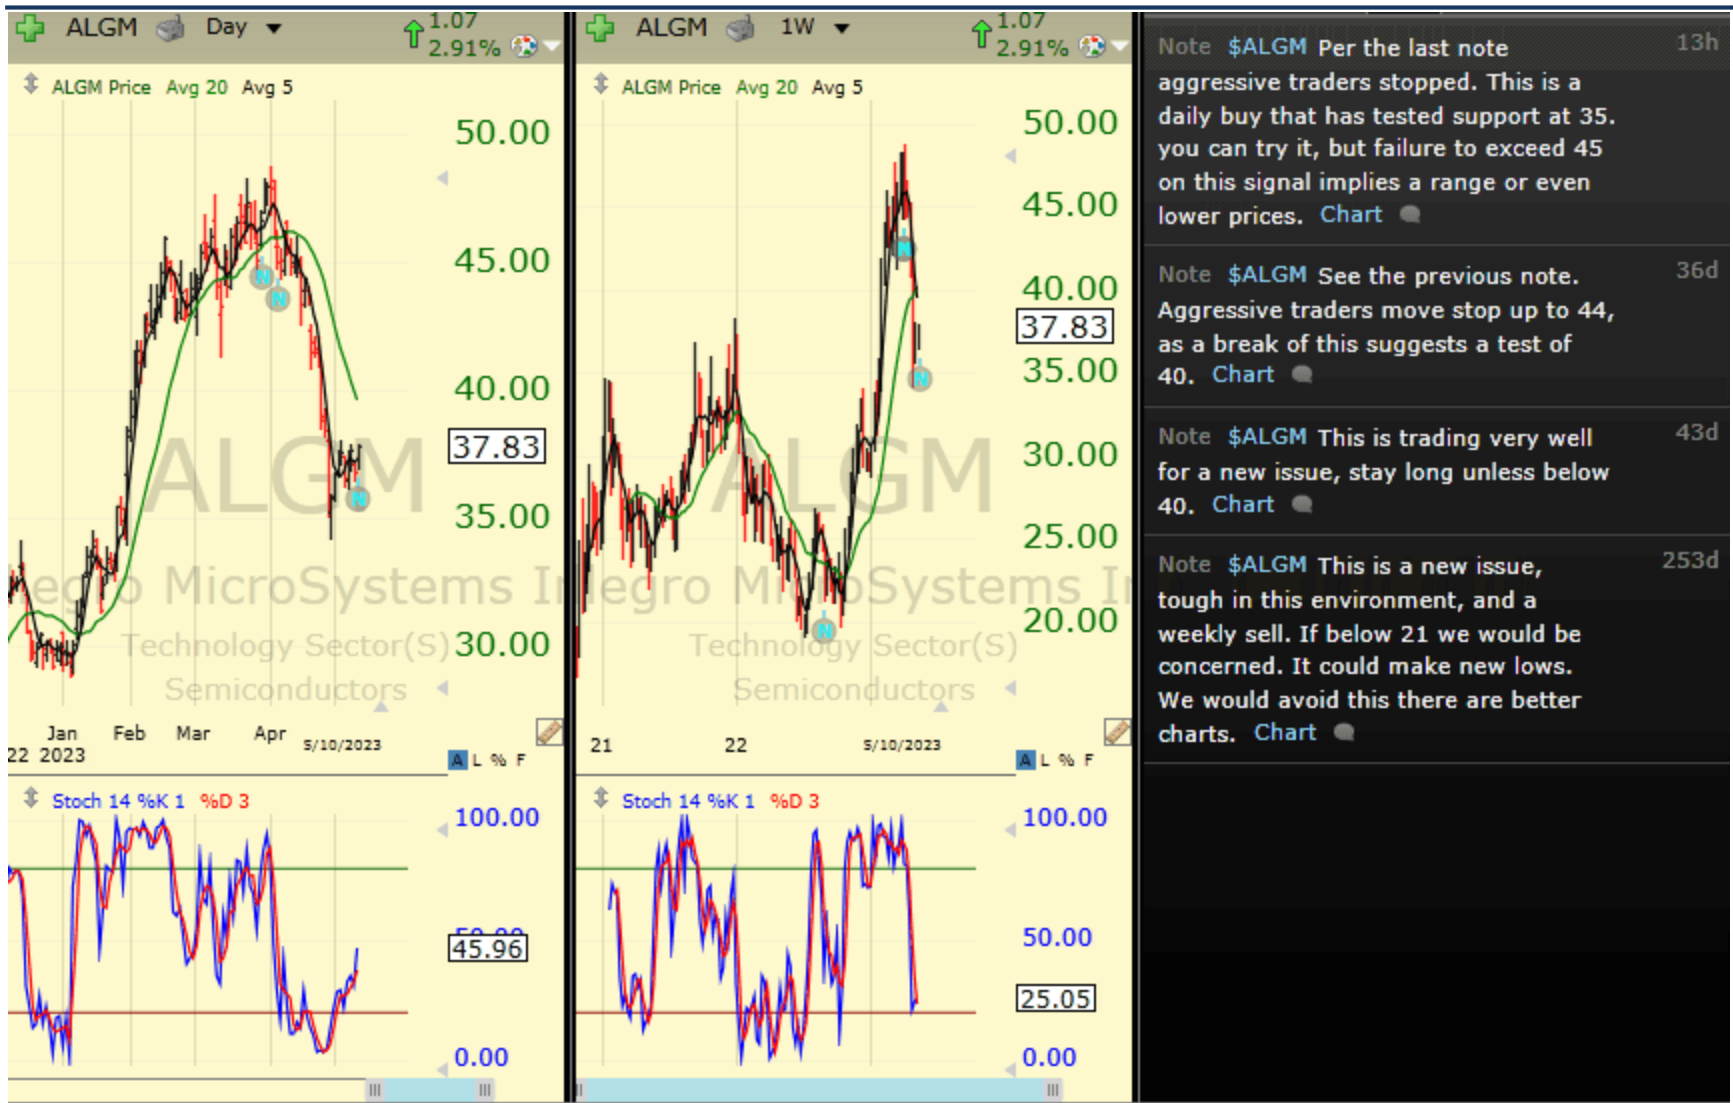 ALGM Day 1.07
2.91%
ALGM Price Avg 20 Avg 5
50.00
45.00
40.00
37.83
35.00
30.00
ALGM
egro MicroSystems In
Technology Sector(S)
Semiconductors
N
N
N
Jan Feb Mar Apr 5/10/2023
22 2023
A L % F
Stoch 14 %K 1 %D 3
100.00
50.00
45.96
0.00
ALGM 1W 1.07
2.91%
ALGM Price Avg 20 Avg 5
50.00
45.00
40.00
37.83
35.00
30.00
25.00
20.00
ALGM
legro MicroSystems In
Technology Sector(S)
Semiconductors
N
N
N
21 22 5/10/2023
A L % F
Stoch 14 %K 1 %D 3
100.00
50.00
25.05
0.00
Note $ALGM Per the last note 13h
aggressive traders stopped. This is a
daily buy that has tested support at 35.
you can try it, but failure to exceed 45
on this signal implies a range or even
lower prices. Chart
Note $ALGM See the previous note. 36d
Aggressive traders move stop up to 44,
as a break of this suggests a test of
40. Chart
Note $ALGM This is trading very well 43d
for a new issue, stay long unless below
40. Chart
Note $ALGM This is a new issue, 253d
tough in this environment, and a
weekly sell. If below 21 we would be
concerned. It could make new lows.
We would avoid this there are better
charts. Chart